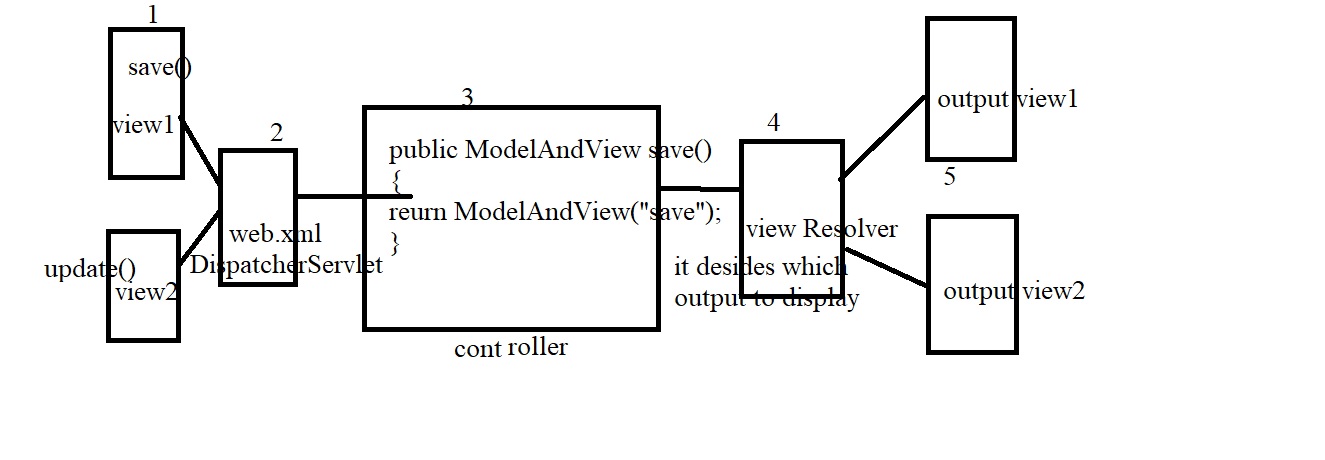 1
save()
view1
update()
view2
2
web.xml
DispatcherServlet
3
public ModelAndView save()
{
reurn ModelAndView("save");
}
cont roller
4
view Resolver
it desides which
output to display
output view1
5
output view2